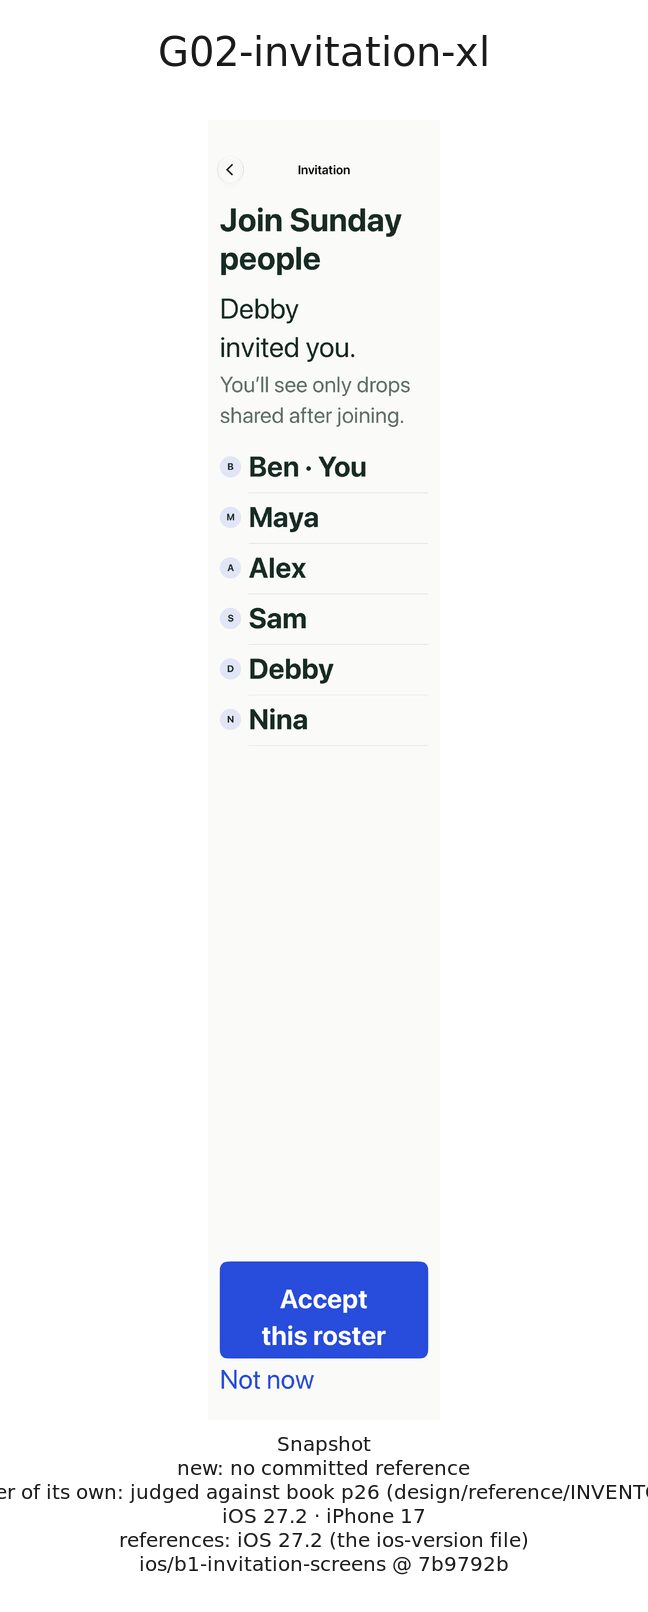 G02-invitation-xl
Invitation
Join Sunday
people
Debby
invited you.
You’ll see only drops
shared after joining.
B Ben · You
M Maya
A Alex
S Sam
D Debby
N Nina
Accept
this roster
Not now
Snapshot
new: no committed reference
of its own: judged against book p26 (design/reference/
iOS 27.2 · iPhone 17
references: iOS 27.2 (the ios-version file)
ios/b1-invitation-screens @ 7b9792b